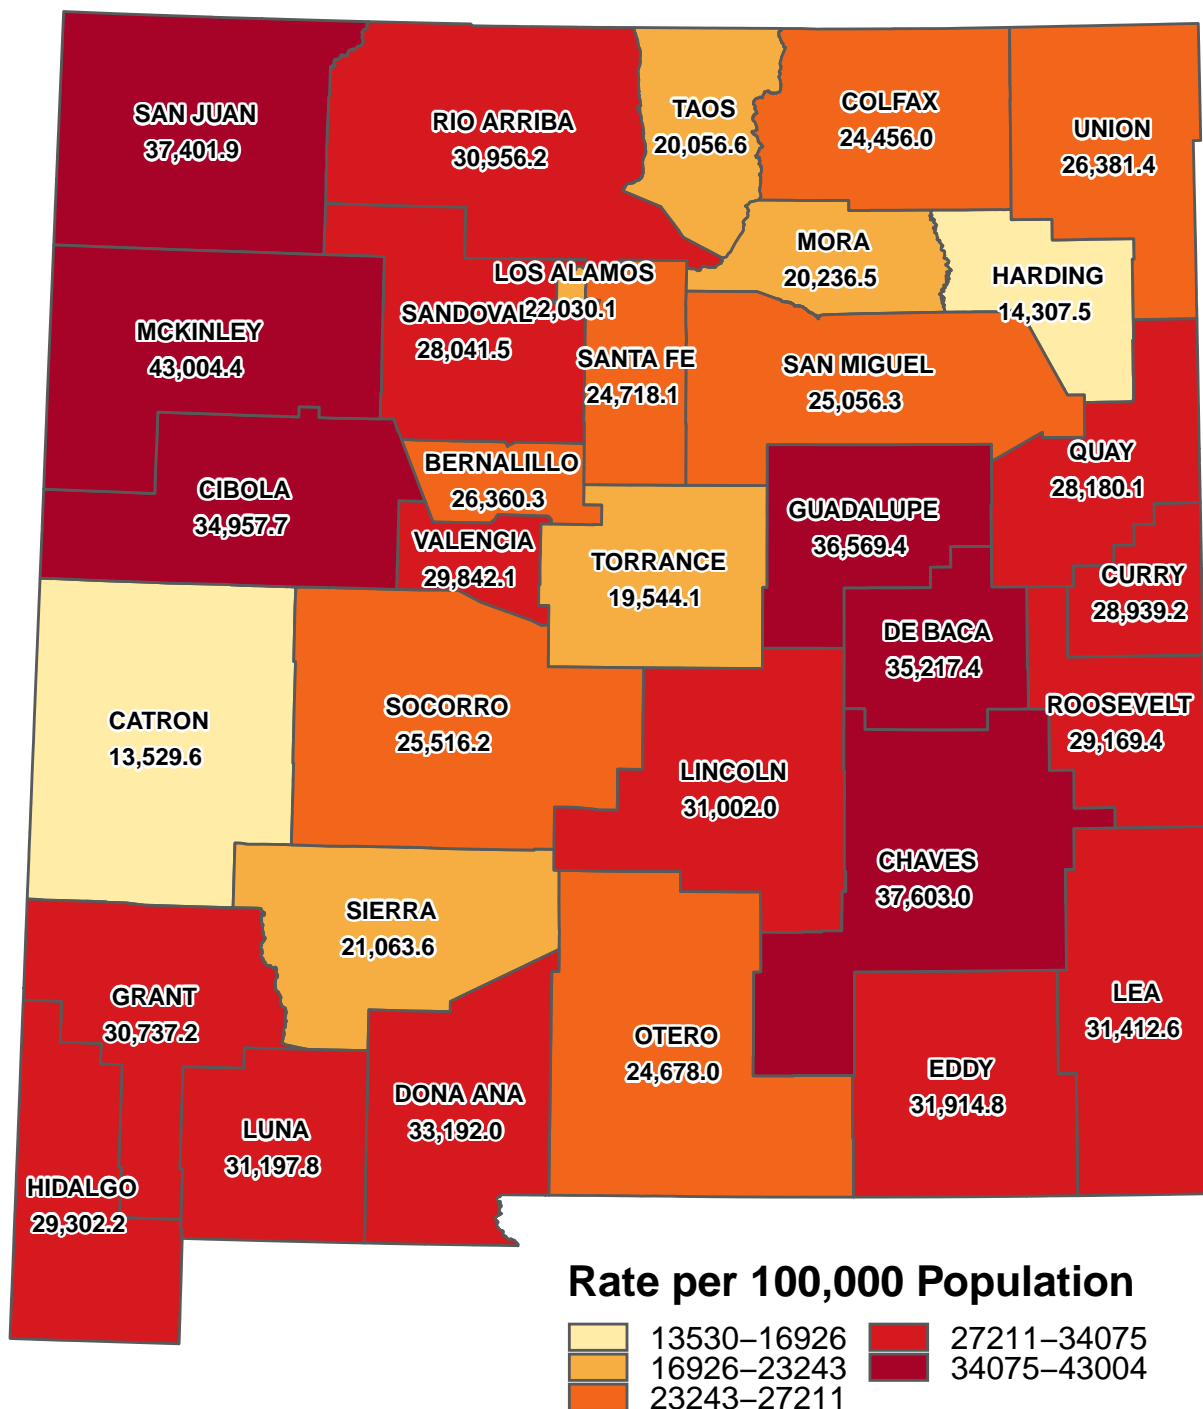 SAN JUAN
37,401.9
RIO ARRIBA
30,956.2
TAOS
20,056.6
COLFAX
24,456.0
UNION
26,381.4
MORA
20,236.5
HARDING
14,307.5
LOS ALAMOS
22,030.1
SANDOVAL
28,041.5
MCKINLEY
43,004.4
SANTA FE
24,718.1
SAN MIGUEL
25,056.3
QUAY
28,180.1
BERNALILLO
26,360.3
CIBOLA
34,957.7
GUADALUPE
36,569.4
VALENCIA
29,842.1
TORRANCE
19,544.1
CURRY
28,939.2
DE BACA
35,217.4
CATRON
13,529.6
SOCORRO
25,516.2
ROOSEVELT
29,169.4
LINCOLN
31,002.0
CHAVES
37,603.0
SIERRA
21,063.6
GRANT
30,737.2
LEA
31,412.6
OTERO
24,678.0
EDDY
31,914.8
DONA ANA
33,192.0
LUNA
31,197.8
HIDALGO
29,302.2
Rate per 100,000 Population
13530–16926
16926–23243
23243–27211
27211–34075
34075–43004